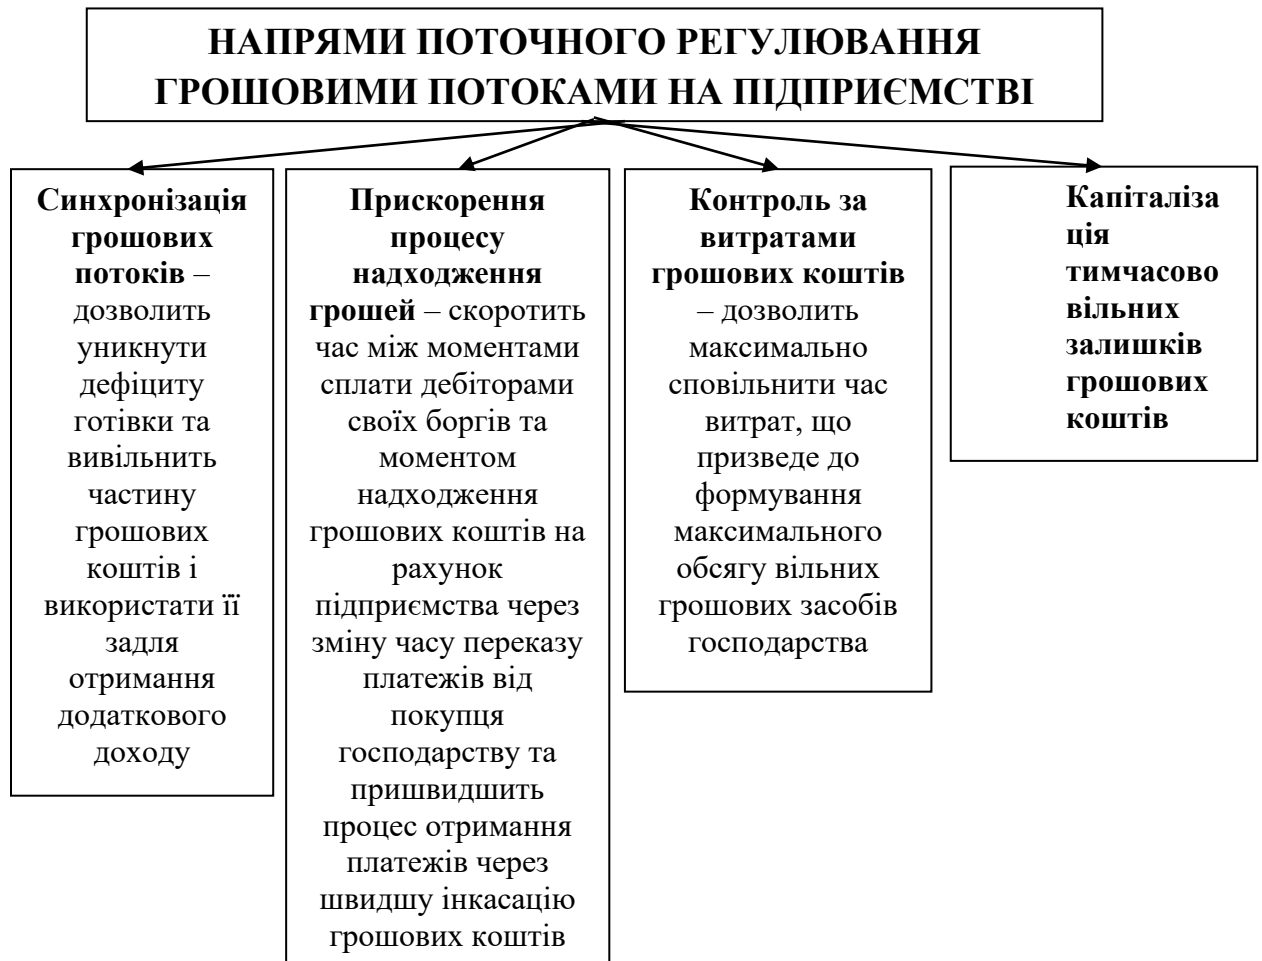 НАПРЯМИ ПОТОЧНОГО РЕГУЛЮВАННЯ
ГРОШОВИМИ ПОТОКАМИ НА ПІДПРИЄМСТВІ
Синхронізація
грошових
потоків –
дозволить
уникнути
дефіциту
готівки та
вивільнить
частину
грошових
коштів і
використати її
задля
отримання
додаткового
доходу
Прискорення
процесу
надходження
грошей – скоротить
час між моментами
сплати дебіторами
своїх боргів та
моментом
надходження
грошових коштів на
рахунок
підприємства через
зміну часу переказу
платежів від
покупця
господарству та
пришвидшить
процес отримання
платежів через
швидшу інкасацію
грошових коштів
Контроль за
витратами
грошових коштів
– дозволить
максимально
сповільнити час
витрат, що
призведе до
формування
максимального
обсягу вільних
грошових засобів
господарства
Капіталіза
ція
тимчасово
вільних
залишків
грошових
коштів